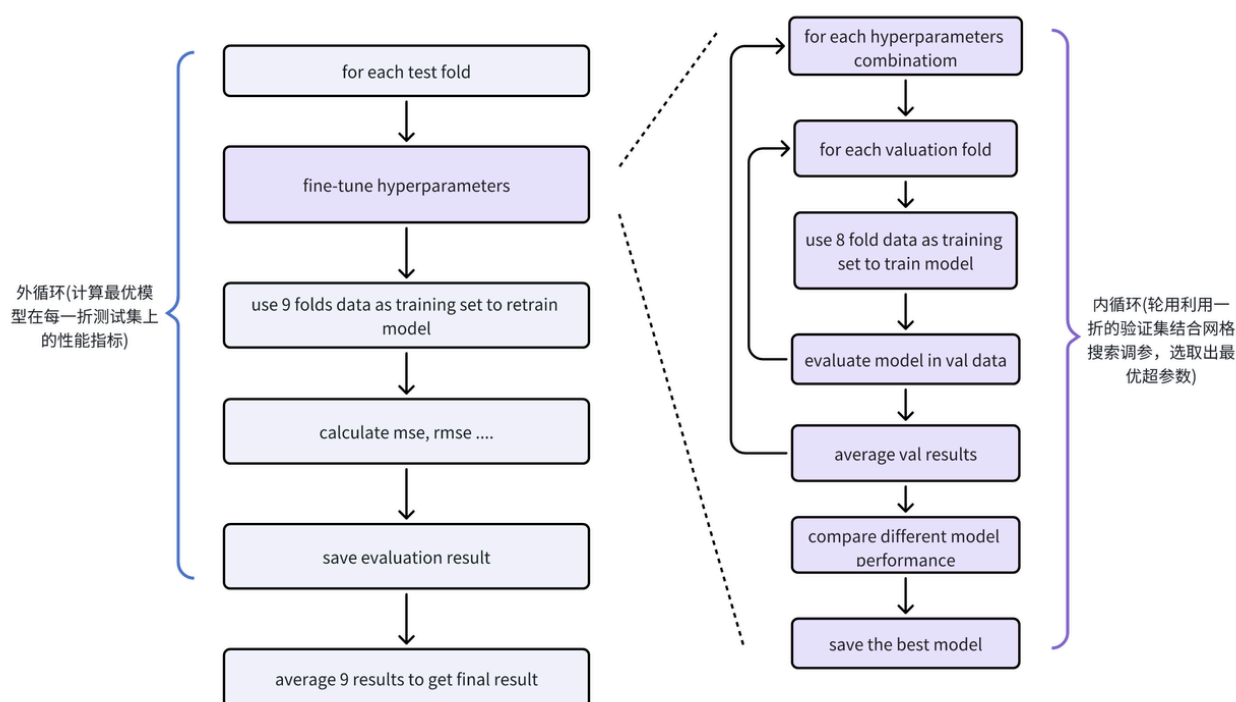 for each test fold
fine-tune hyperparameters
use 9 folds data as training set to retrain
model
calculate mse, rmse ....
save evaluation result
average 9 results to get final result
外循环(计算最优模
型在每一折测试集上
的性能指标)
for each hyperparameters
combinatiom
for each valuation fold
use 8 fold data as training
set to train model
evaluate model in val data
average val results
compare different model
performance
save the best model
内循环(轮用利用一
折的验证集结合网格
搜索调参，选取出最
优超参数)